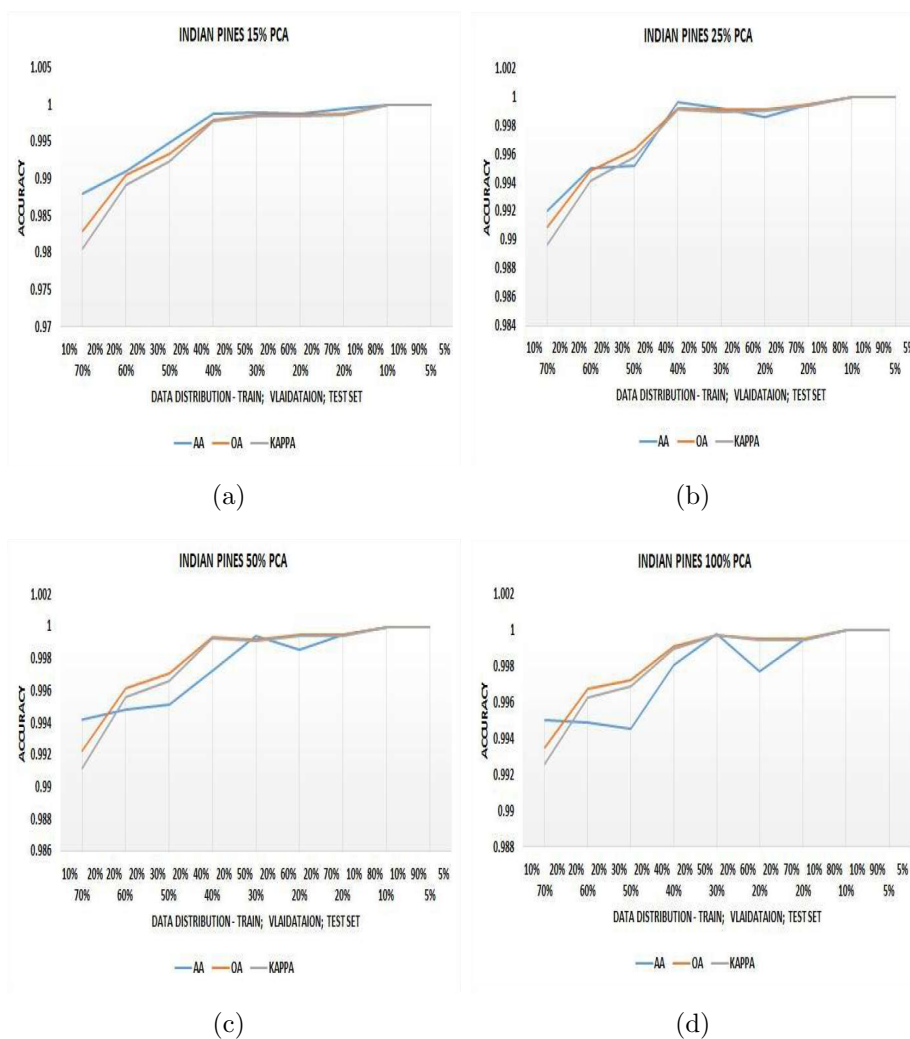 INDIAN PINES 15% PCA
1.005
1
0.995
0.99
0.985
0.98
0.975
0.97
ACCURACY
10% 20% 20% 20% 30% 20% 40% 20% 50% 20% 60% 20% 70% 10% 80% 10% 90% 5%
70% 60% 50% 40% 30% 20% 20% 10% 5%
DATA DISTRIBUTION - TRAIN; VLAIDATAION; TEST SET
AA OA KAPPA
(a)
INDIAN PINES 25% PCA
1.002
1
0.998
0.996
0.994
0.992
0.99
0.988
0.986
0.984
ACCURACY
10% 20% 20% 20% 30% 20% 40% 20% 50% 20% 60% 20% 70% 10% 80% 10% 90% 5%
70% 60% 50% 40% 30% 20% 20% 10% 5%
DATA DISTRIBUTION - TRAIN; VLAIDATAION; TEST SET
AA OA KAPPA
(b)
INDIAN PINES 50% PCA
1.002
1
0.998
0.996
0.994
0.992
0.99
0.988
0.986
ACCURACY
10% 20% 20% 20% 30% 20% 40% 20% 50% 20% 60% 20% 70% 10% 80% 10% 90% 5%
70% 60% 50% 40% 30% 20% 20% 10% 5%
DATA DISTRIBUTION - TRAIN; VLAIDATAION; TEST SET
AA OA KAPPA
(c)
INDIAN PINES 100% PCA
1.002
1
0.998
0.996
0.994
0.992
0.99
0.988
ACCURACY
10% 20% 20% 20% 30% 20% 40% 20% 50% 20% 60% 20% 70% 10% 80% 10% 90% 5%
70% 60% 50% 40% 30% 20% 20% 10% 5%
DATA DISTRIBUTION - TRAIN; VLAIDATAION; TEST SET
AA OA KAPPA
(d)